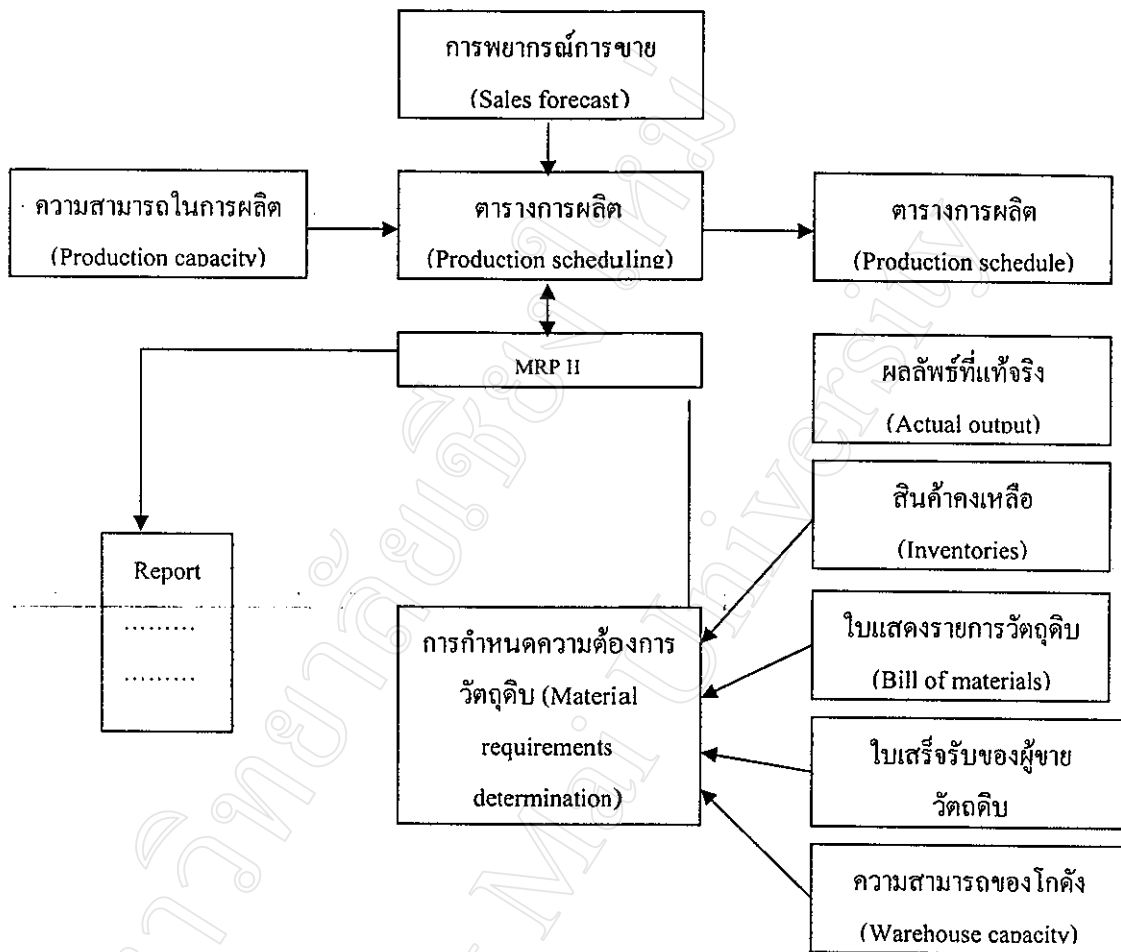 การพยากรณ์การขาย
(Sales forecast)
ความสามารถในการผลิต
(Production capacity)
ตารางการผลิต
(Production scheduling)
ตารางการผลิต
(Production schedule)
MRP II
ผลลัพธ์ที่แท้จริง
(Actual output)
สินค้าคงเหลือ
(Inventories)
Report
.........
.........
การกำหนดความต้องการ
วัตถุดิบ (Material
requirements
determination)
ใบแสดงรายการวัตถุดิบ
(Bill of materials)
ใบเสร็จรับของผู้ขาย
วัตถุดิบ
ความสามารถของโกดัง
(Warehouse capacity)
Mai University